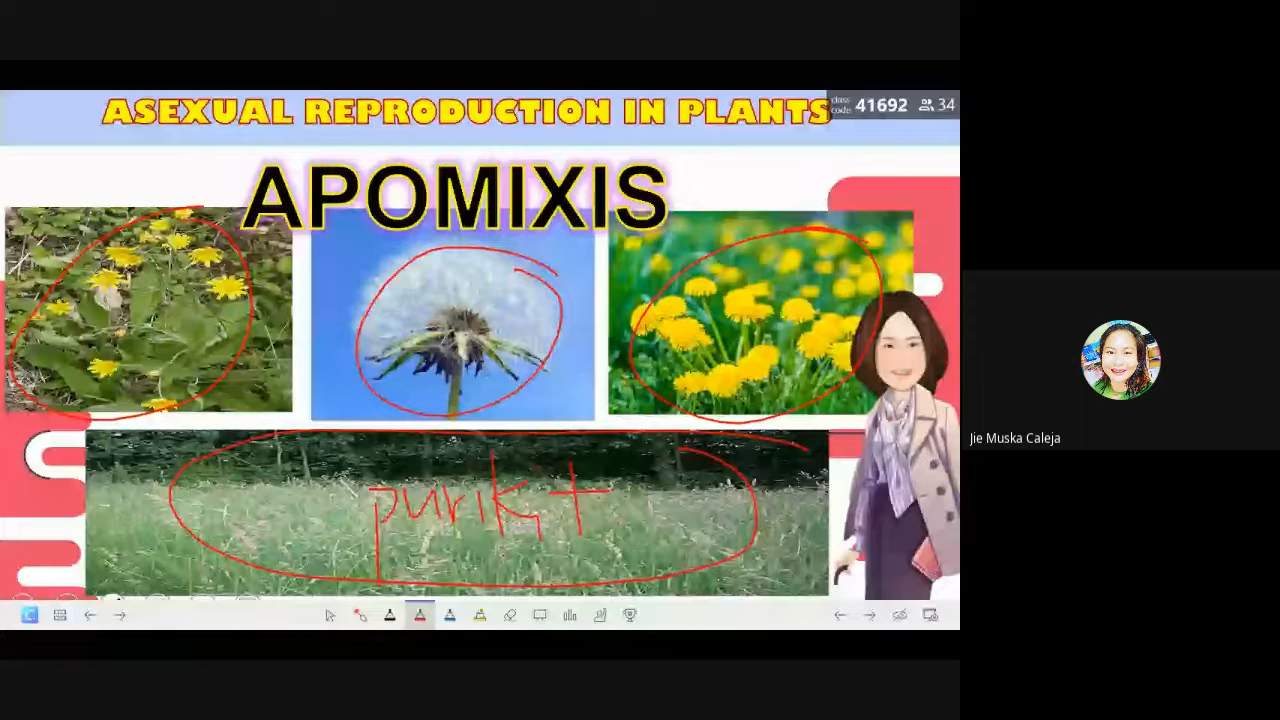 ASEXUAL REPRODUCTION IN PLANTS
class code: 41692 34
APOMIXIS
purikit
Jie Muska Caleja